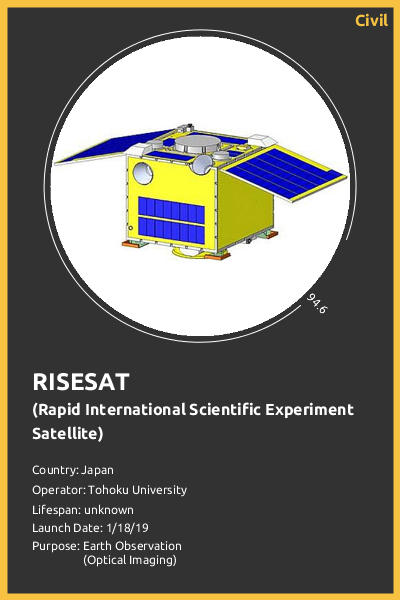 Civil
94.6
RISESAT
(Rapid International Scientific Experiment
Satellite)
Country: Japan
Operator: Tohoku University
Lifespan: unknown
Launch Date: 1/18/19
Purpose: Earth Observation
(Optical Imaging)